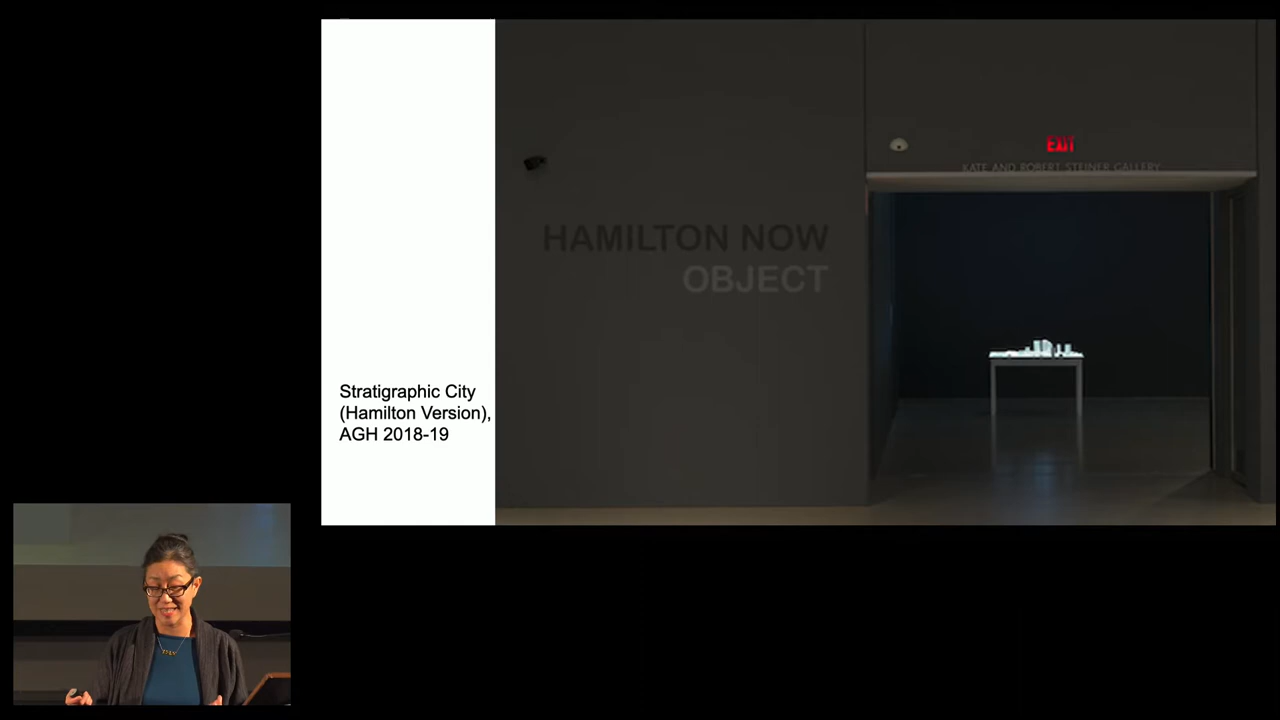 Stratigraphic City
(Hamilton Version),
AGH 2018-19
HAMILTON NOW
OBJECT
EXIT
KATE AND ROBERT STEINER GALLERY